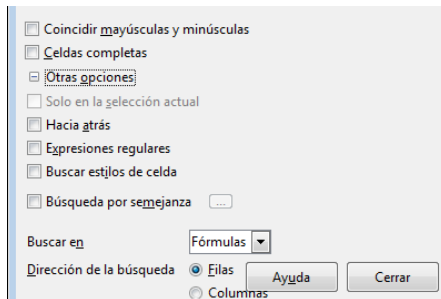 Coincidir mayúsculas y minúsculas
Celdas completas
Otras opciones
Solo en la selección actual
Hacia atrás
Expresiones regulares
Buscar estilos de celda
Búsqueda por semejanza ...
Buscar en Fórmulas
Dirección de la búsqueda Filas Ayuda Cerrar
Columnas